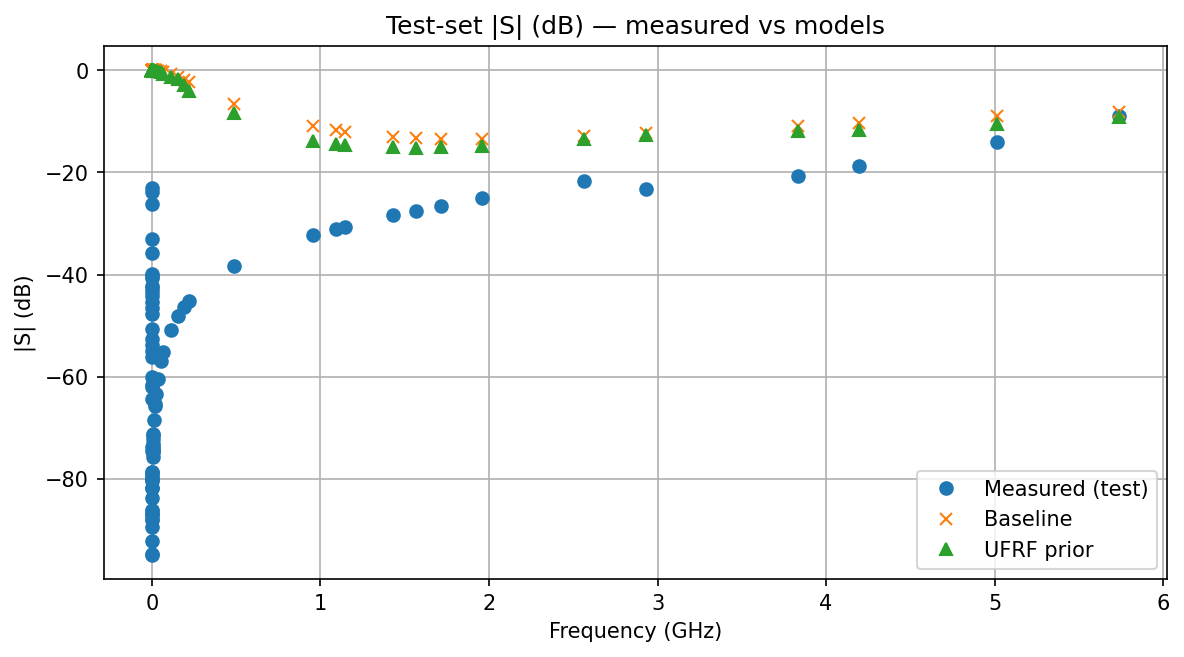 Test-set |S| (dB) — measured vs models
|S| (dB)
0
−20
−40
−60
−80
0 1 2 3 4 5 6
Frequency (GHz)
Measured (test)
Baseline
UFRF prior